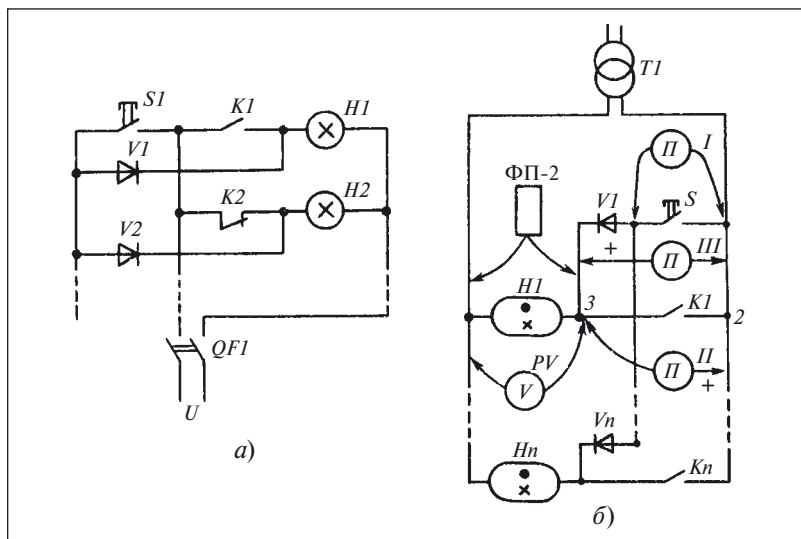 S1
K1
H1
V1
K2
H2
V2
QF1
U
а)
T1
П
I
ФП-2
V1
S
+
П
III
H1
3
K1
2
PV
V
П
II
+
Vn
Hn
Kn
б)